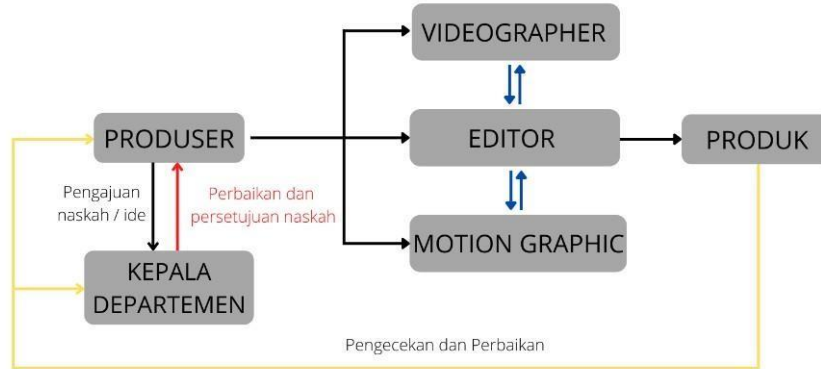 VIDEOGRAPHER
PRODUSER
EDITOR
PRODUK
Pengajuan
naskah / ide
Perbaikan dan
persetujuan naskah
MOTION GRAPHIC
KEPALA
DEPARTEMEN
Pengecekan dan Perbaikan